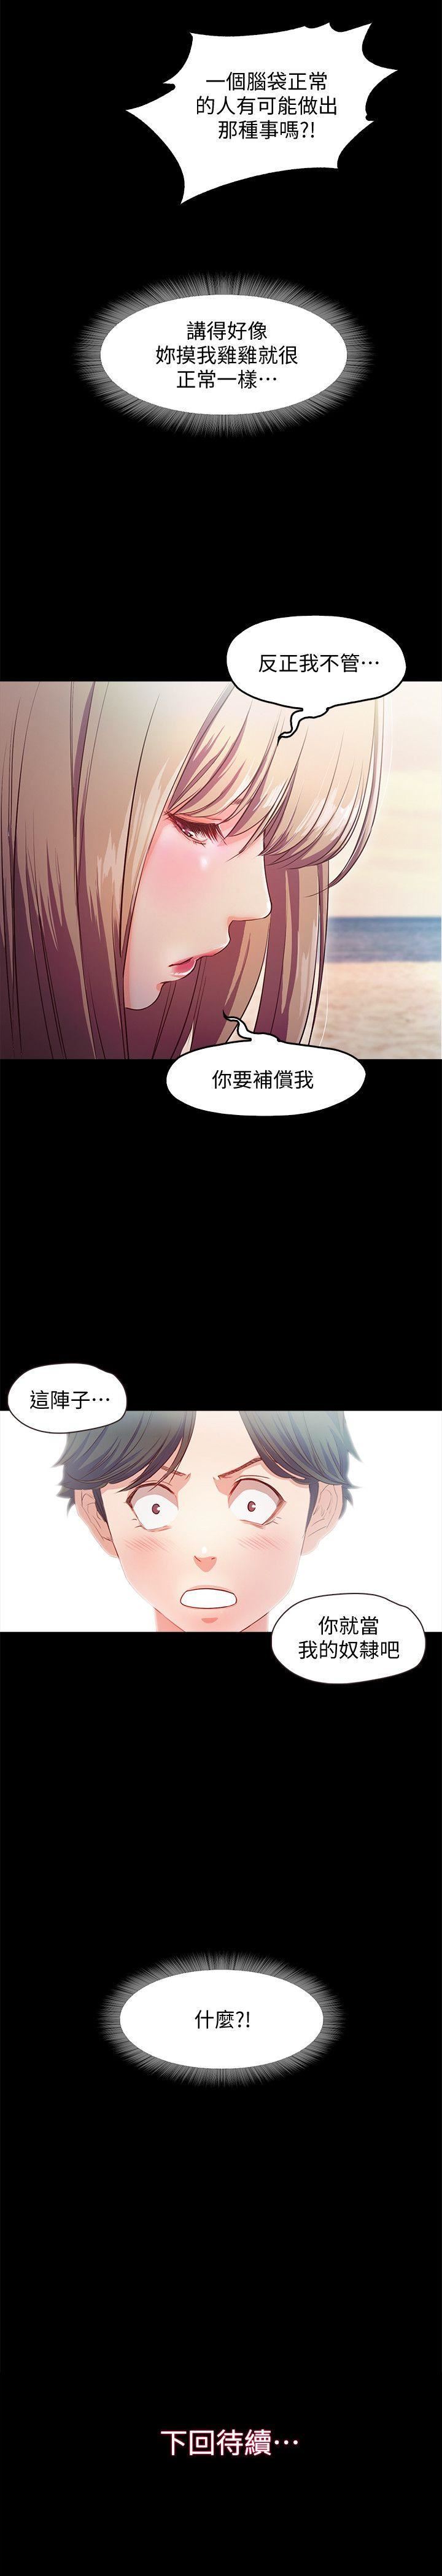 一個腦袋正常
的人有可能做出
那種事嗎?!
講得好像
妳摸我雞雞就很
正常一樣⋯
反正我不管⋯
你要補償我
這陣子⋯
你就當
我的奴隸吧
什麼?!
下回待續⋯